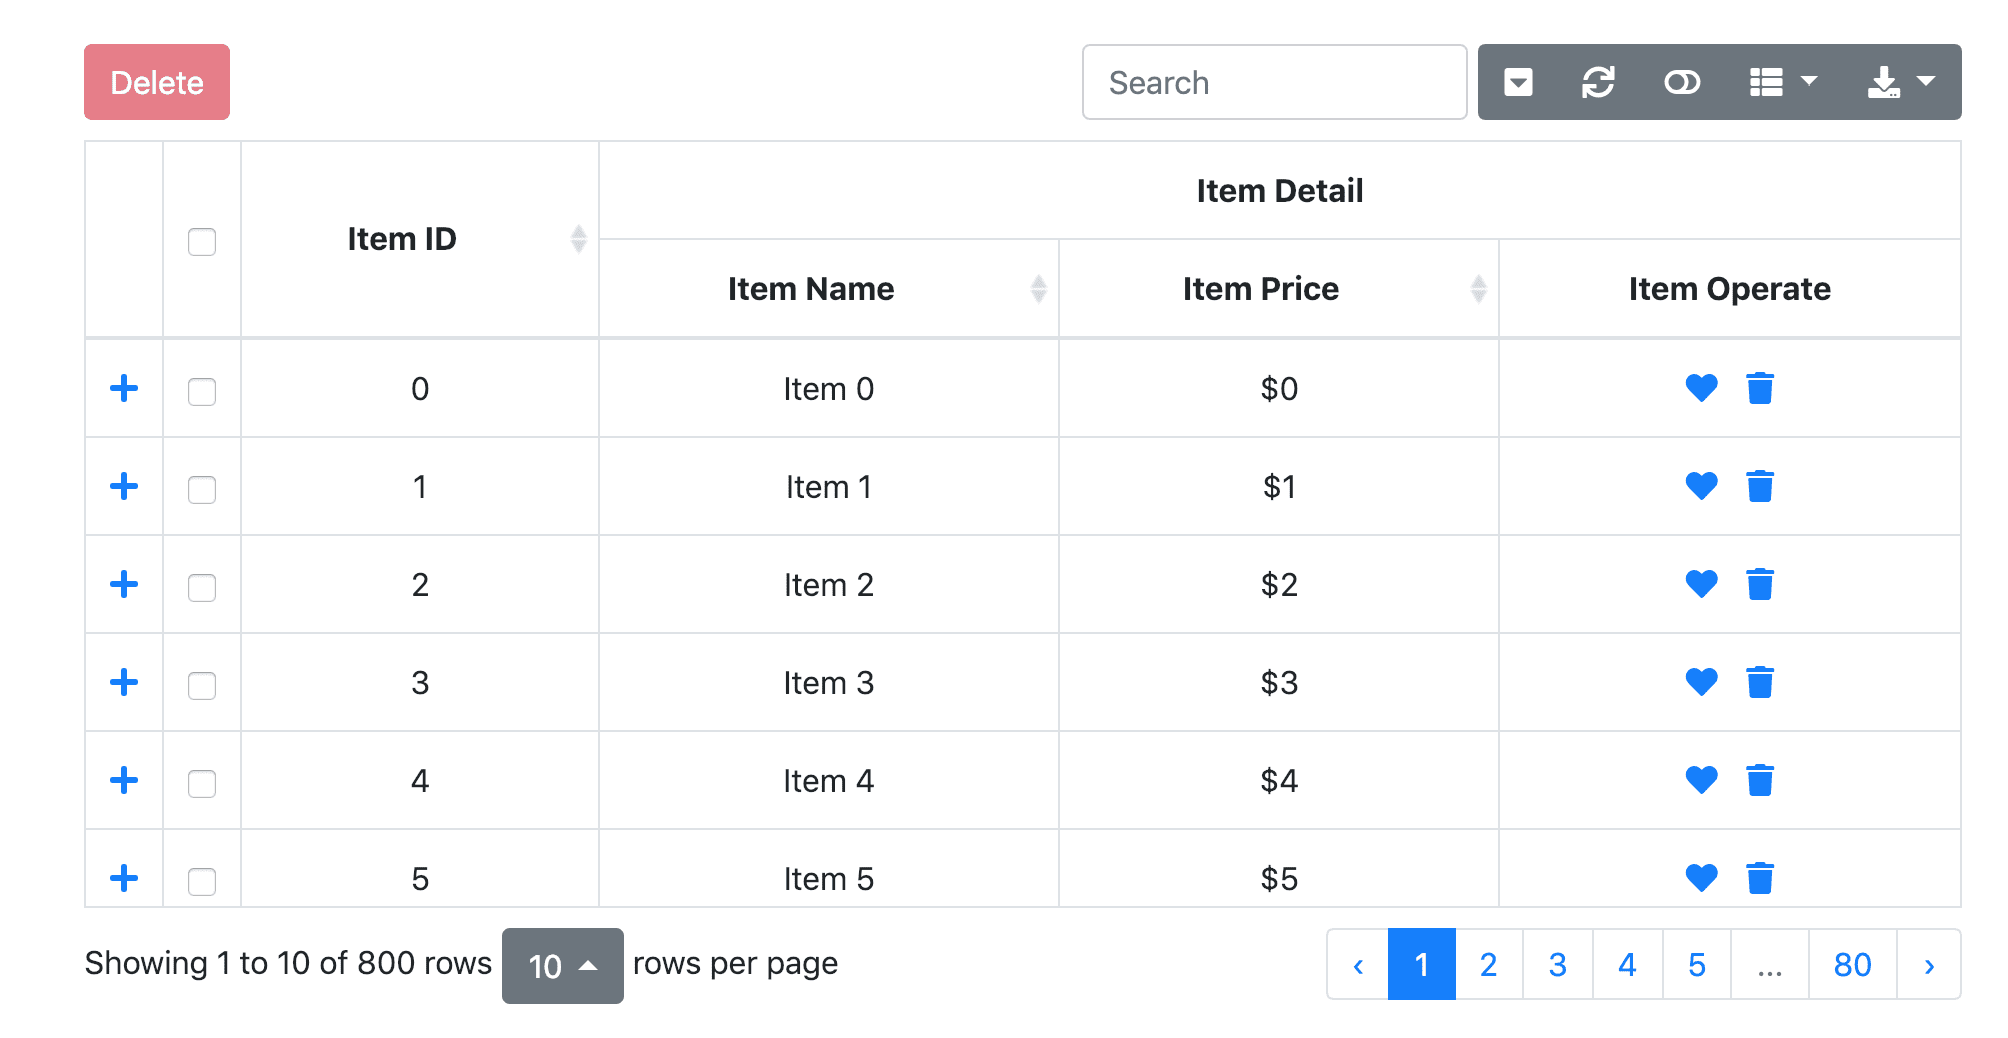 Delete
Search
Item ID
Item Detail
Item Name
Item Price
Item Operate
0 Item 0 $0
1 Item 1 $1
2 Item 2 $2
3 Item 3 $3
4 Item 4 $4
5 Item 5 $5
Showing 1 to 10 of 800 rows 10 rows per page
‹ 1 2 3 4 5 ... 80 ›